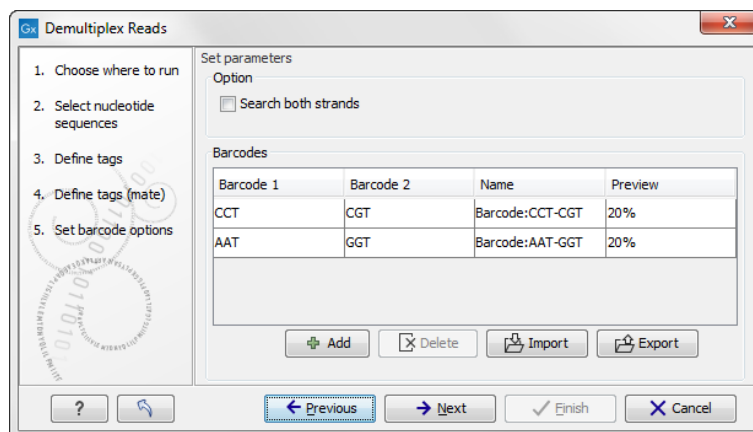 Gx Demultiplex Reads
X
1. Choose where to run
2. Select nucleotide
sequences
3. Define tags
4. Define tags (mate)
5. Set barcode options
Set parameters
Option
Search both strands
Barcodes
Barcode 1 Barcode 2 Name Preview
CCT CGT Barcode:CCT-CGT 20%
AAT GGT Barcode:AAT-GGT 20%
Add Delete Import Export
? Previous Next Finish Cancel